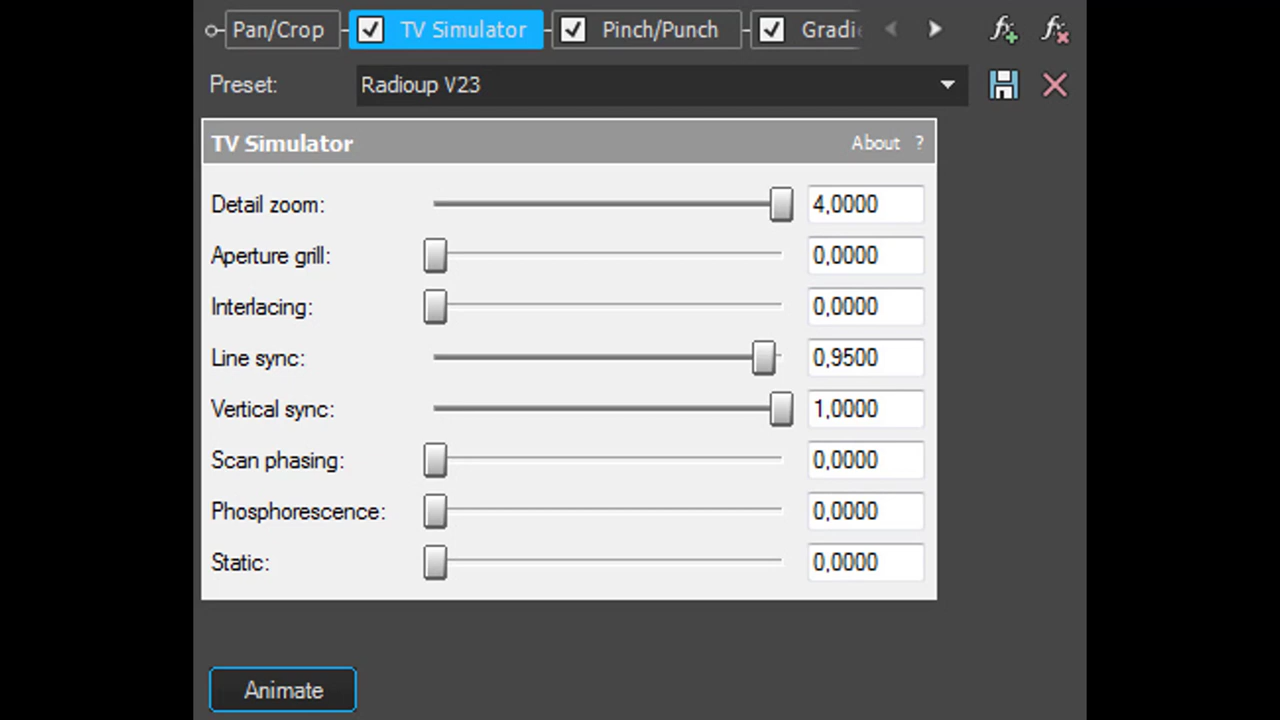 Pan/Crop TV Simulator Pinch/Punch Gradie
Preset: Radioup V23
TV Simulator About ?
Detail zoom: 4,0000
Aperture grill: 0,0000
Interlacing: 0,0000
Line sync: 0,9500
Vertical sync: 1,0000
Scan phasing: 0,0000
Phosphorescence: 0,0000
Static: 0,0000
Animate